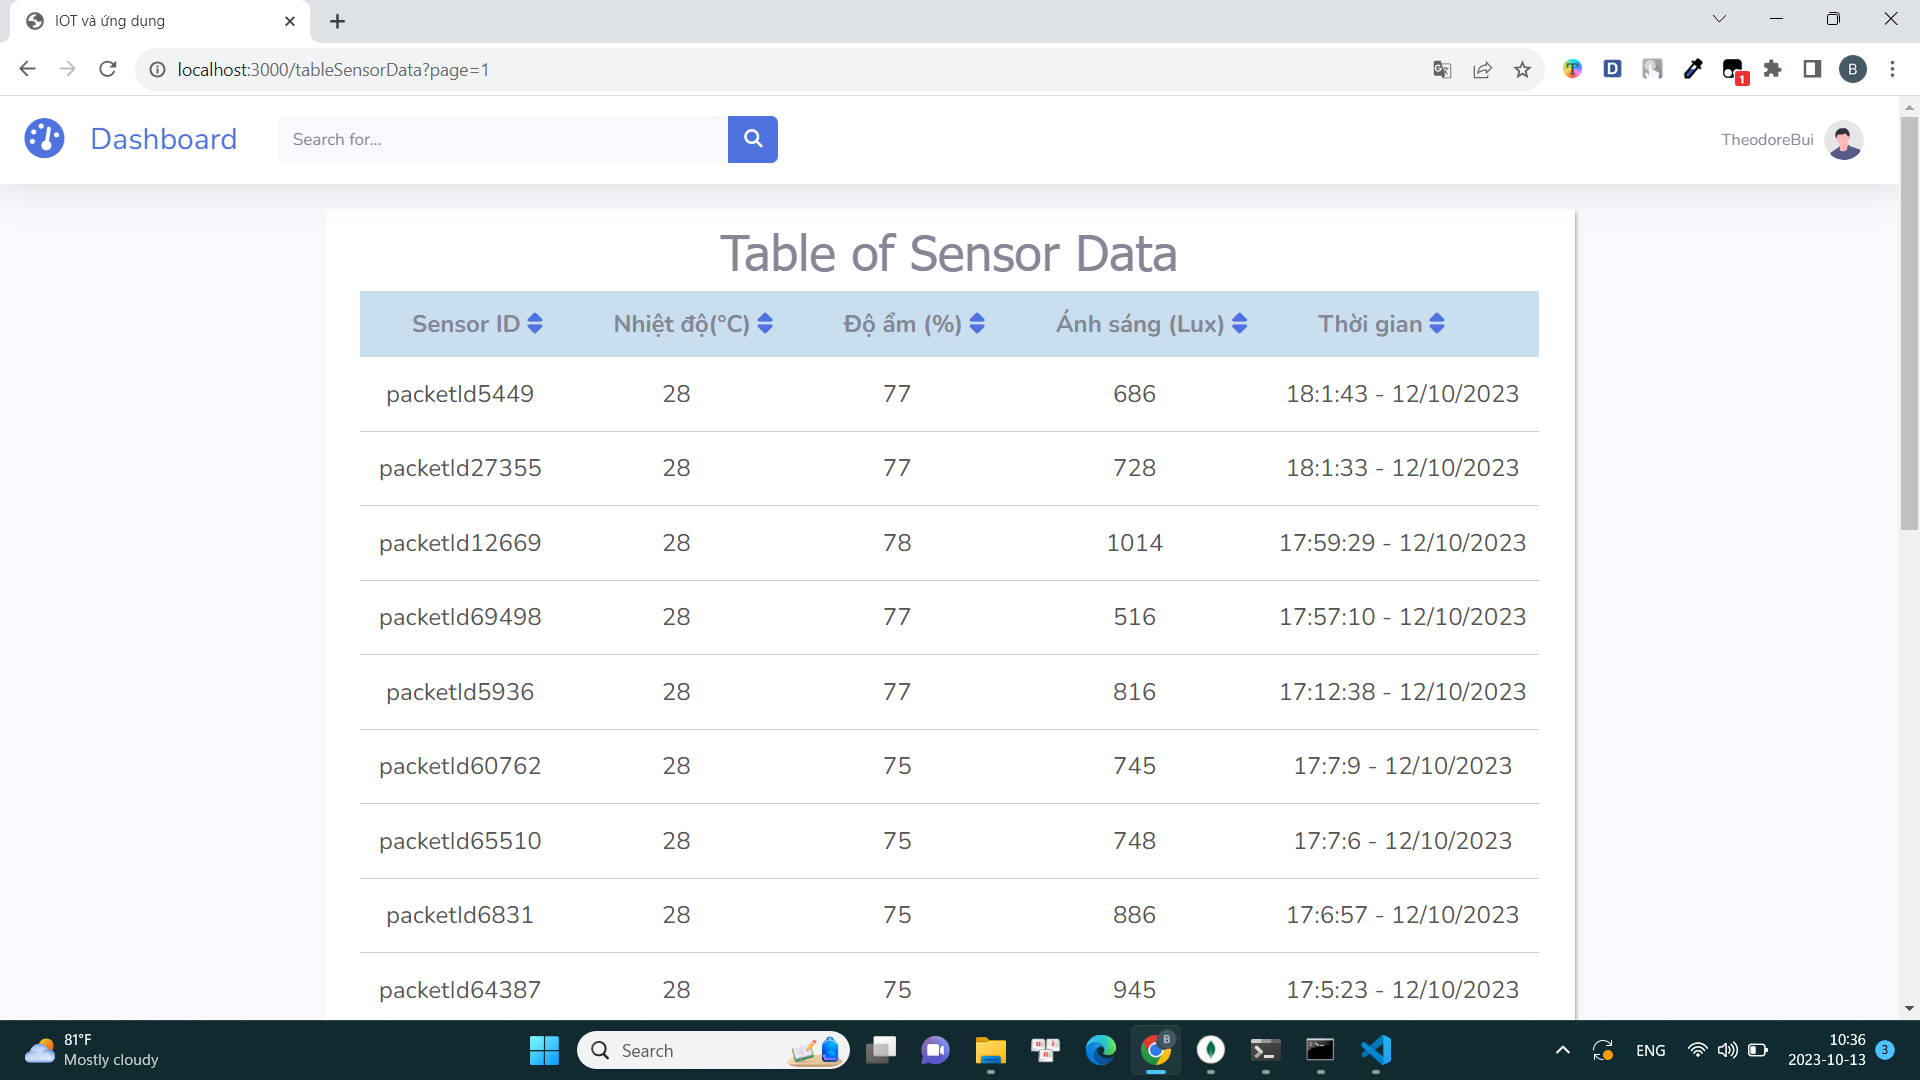 IOT và ứng dụng
localhost:3000/tableSensorData?page=1
D
1
B
Dashboard
Search for...
TheodoreBui
Table of Sensor Data
Sensor ID Nhiệt độ(°C) Độ ẩm (%) Ánh sáng (Lux) Thời gian
packetId5449 28 77 686 18:1:43 - 12/10/2023
packetId27355 28 77 728 18:1:33 - 12/10/2023
packetId12669 28 78 1014 17:59:29 - 12/10/2023
packetId69498 28 77 516 17:57:10 - 12/10/2023
packetId5936 28 77 816 17:12:38 - 12/10/2023
packetId60762 28 75 745 17:7:9 - 12/10/2023
packetId65510 28 75 748 17:7:6 - 12/10/2023
packetId6831 28 75 886 17:6:57 - 12/10/2023
packetId64387 28 75 945 17:5:23 - 12/10/2023
81°F
Mostly cloudy
Search
B
ENG
10:36
2023-10-13
3